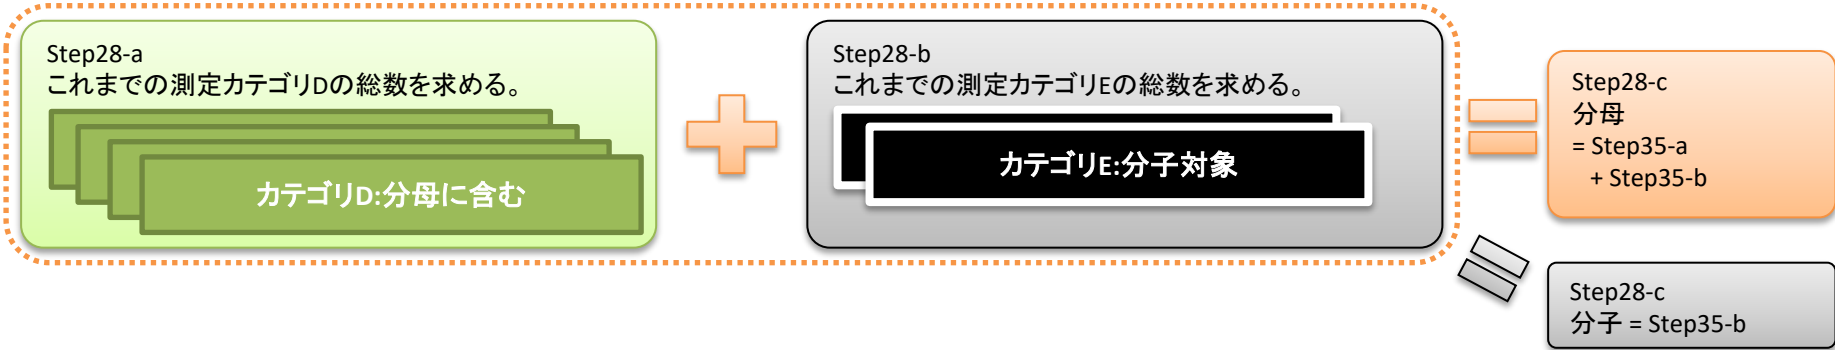 Step28-a
これまでの測定カテゴリDの総数を求める。
カテゴリD:分母に含む
Step28-b
これまでの測定カテゴリEの総数を求める。
カテゴリE:分子対象
Step28-c
分母
= Step35-a
+ Step35-b
Step28-c
分子 = Step35-b